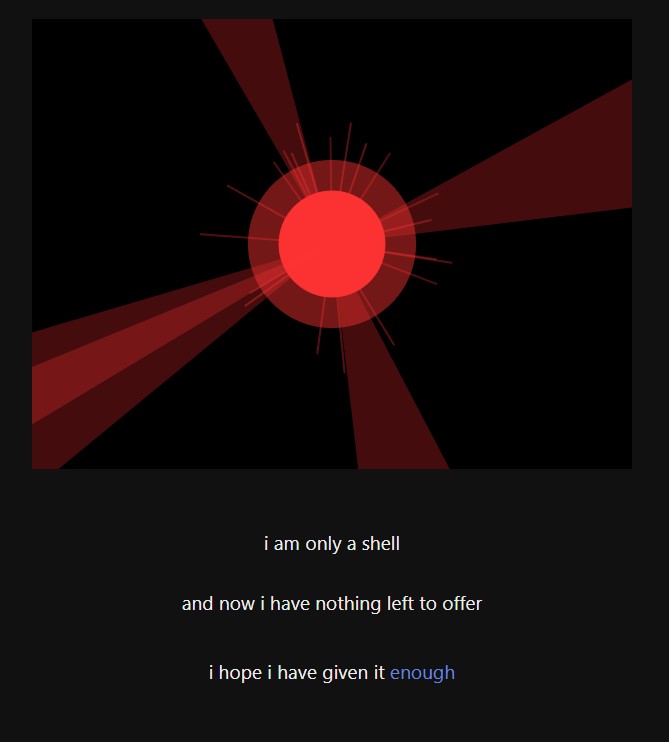 i am only a shell
and now i have nothing left to offer
i hope i have given it enough